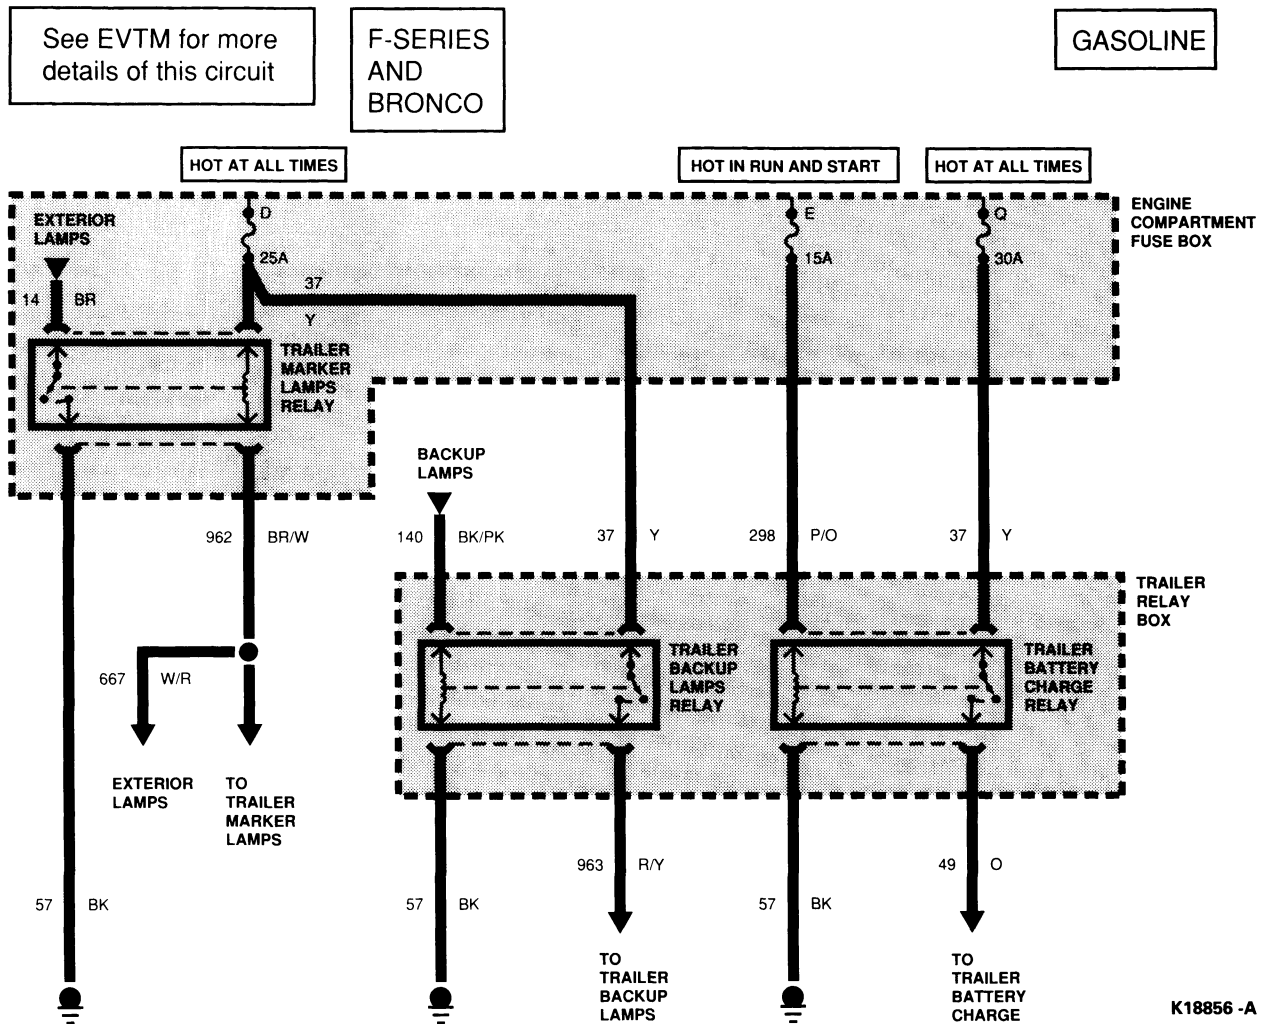 See EVTM for more
details of this circuit
F-SERIES
AND
BRONCO
GASOLINE
HOT AT ALL TIMES
HOT IN RUN AND START
HOT AT ALL TIMES
EXTERIOR
LAMPS
D
25A
E
15A
Q
30A
ENGINE
COMPARTMENT
FUSE BOX
14 BR
37
Y
TRAILER
MARKER
LAMPS
RELAY
BACKUP
LAMPS
962 BR/W
140 BK/PK
37 Y
298 P/O
37 Y
TRAILER
RELAY
BOX
TRAILER
BACKUP
LAMPS
RELAY
TRAILER
BATTERY
CHARGE
RELAY
667 W/R
EXTERIOR
LAMPS
TO
TRAILER
MARKER
LAMPS
57 BK
57 BK
963 R/Y
57 BK
49 O
TO
TRAILER
BACKUP
LAMPS
TO
TRAILER
BATTERY
CHARGE
K18856 -A